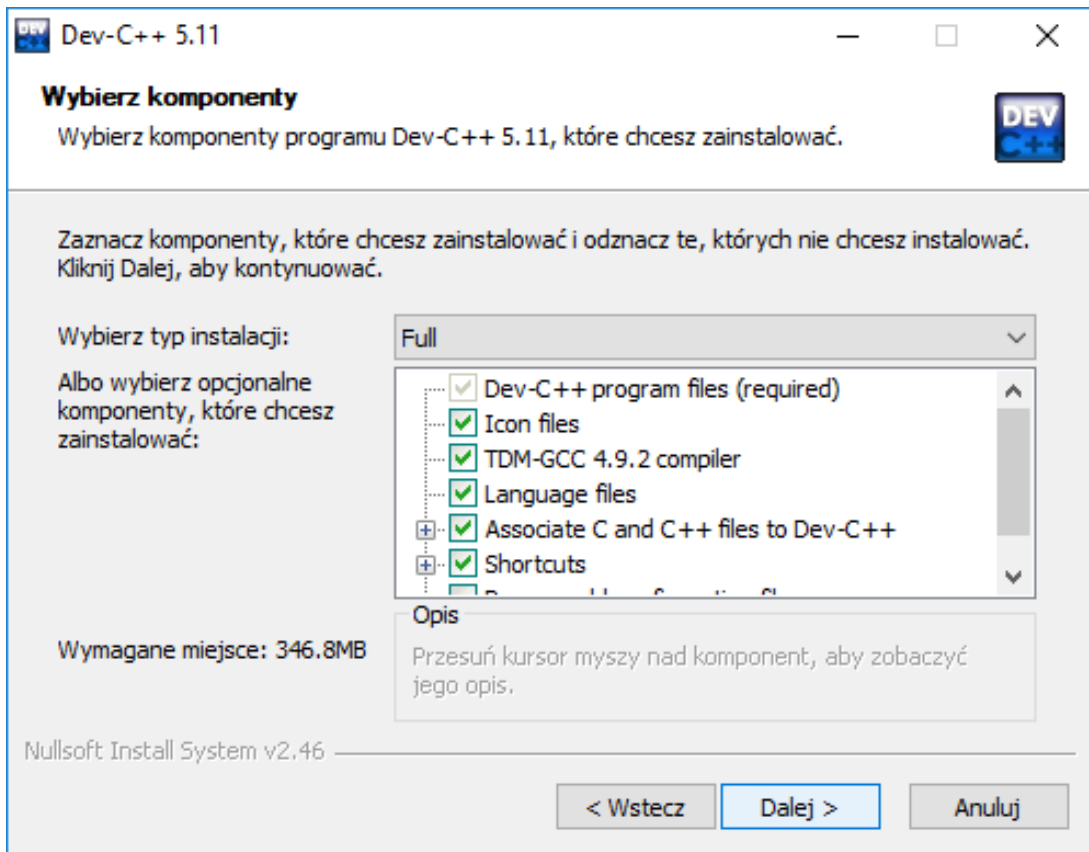 Dev-C++ 5.11
Wybierz komponenty
Wybierz komponenty programu Dev-C++ 5.11, które chcesz zainstalować.
DEV
C++
Zaznacz komponenty, które chcesz zainstalować i odznacz te, których nie chcesz instalować.
Kliknij Dalej, aby kontynuować.
Wybierz typ instalacji:
Full
Albo wybierz opcjonalne
komponenty, które chcesz
zainstalować:
Dev-C++ program files (required)
Icon files
TDM-GCC 4.9.2 compiler
Language files
Associate C and C++ files to Dev-C++
Shortcuts
Wymagane miejsce: 346.8MB
Opis
Przesuń kursor myszy nad komponent, aby zobaczyć
jego opis.
Nullsoft Install System v2.46
< Wstecz
Dalej >
Anuluj